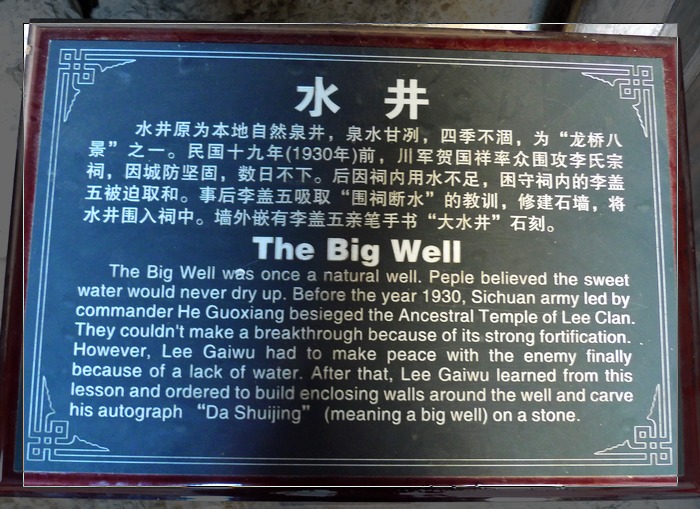 水 井
水井原为本地自然泉井，泉水甘冽，四季不涸，为“龙桥八
景”之一。民国十九年(1930年)前，川军贺国祥率众围攻李氏宗
祠，因城防坚固，数日不下。后因祠内用水不足，困守祠内的李盖
五被迫取和。事后李盖五吸取“围祠断水”的教训，修建石墙，将
水井围入祠中。墙外嵌有李盖五亲笔手书“大水井”石刻。
The Big Well
The Big Well was once a natural well. Peple believed the sweet
water would never dry up. Before the year 1930, Sichuan army led by
commander He Guoxiang besieged the Ancestral Temple of Lee Clan.
They couldn't make a breakthrough because of its strong fortification.
However, Lee Gaiwu had to make peace with the enemy finally
because of a lack of water. After that, Lee Gaiwu learned from this
lesson and ordered to build enclosing walls around the well and carve
his autograph “Da Shuijing” (meaning a big well) on a stone.